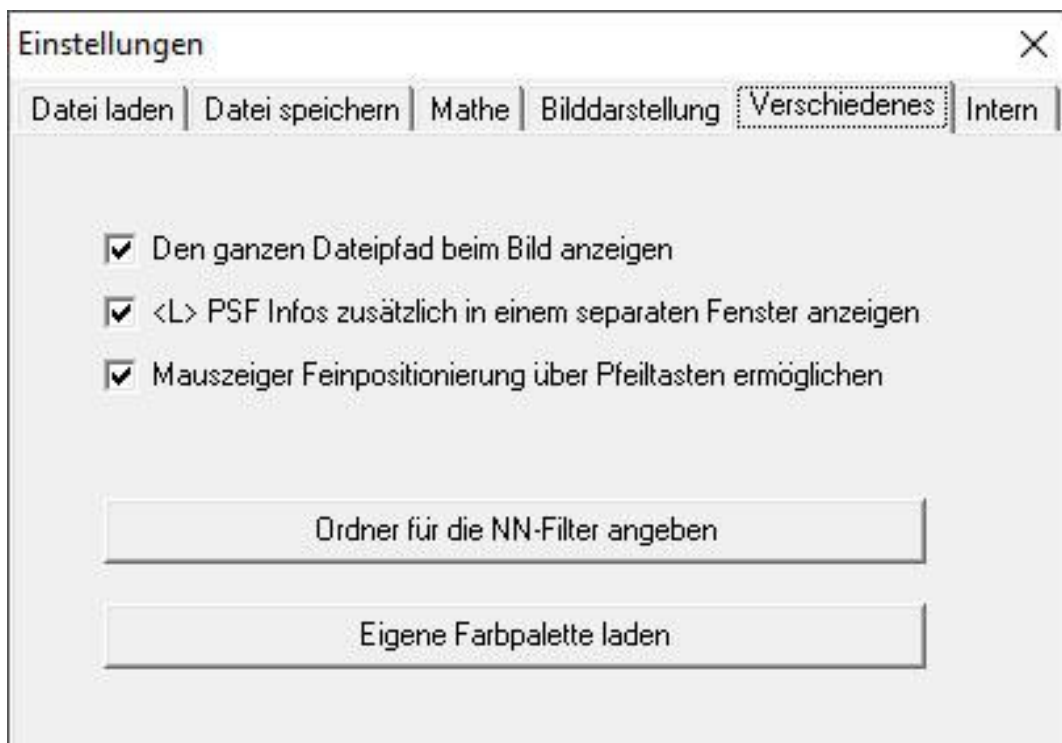 Einstellungen
Datei laden Datei speichern Mathe Bilddarstellung Verschiedenes Intern
Den ganzen Dateipfad beim Bild anzeigen
<L> PSF Infos zusätzlich in einem separaten Fenster anzeigen
Mauszeiger Feinpositionierung über Pfeiltasten ermöglichen
Ordner für die NN-Filter angeben
Eigene Farbpalette laden